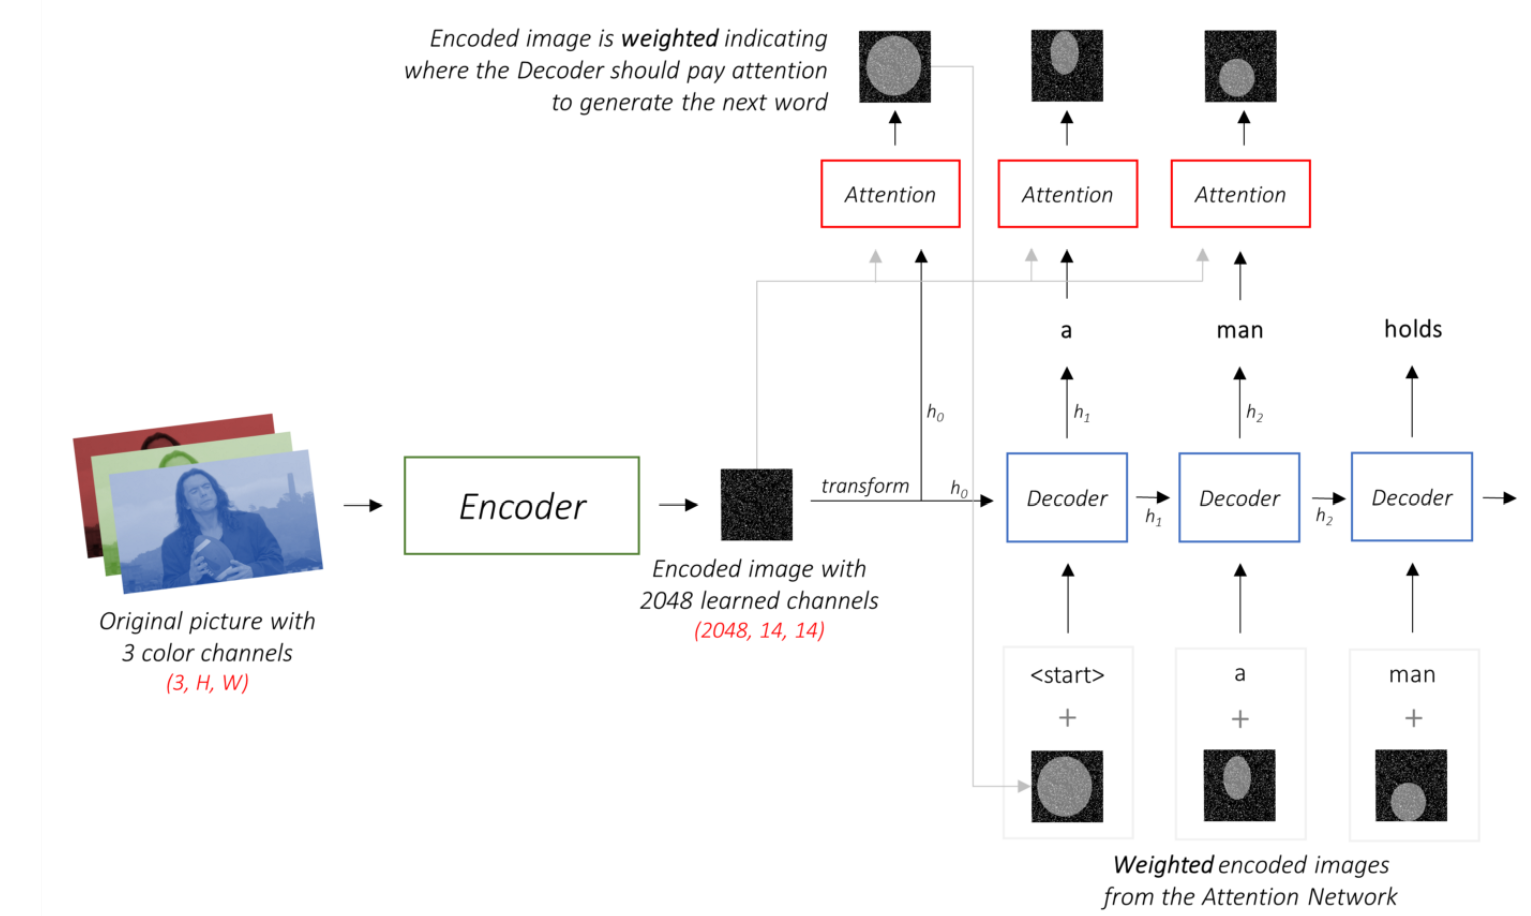 Encoded image is weighted indicating
where the Decoder should pay attention
to generate the next word
Attention
Attention
Attention
a
man
holds
h0
h1
h2
Encoder
transform
h0
Decoder
h1
Decoder
h2
Decoder
Encoded image with
2048 learned channels
(2048, 14, 14)
Original picture with
3 color channels
(3, H, W)
<start>
a
man
+
+
+
Weighted encoded images
from the Attention Network